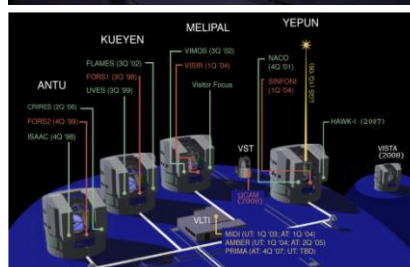 MELIPAL
YEPUN
KUEYEN
VIMOS (3Q '02)
NACO
(4Q '01)
FLAMES (3Q '02)
VISIR (1Q '04)
ANTU
FORS1 (3Q '98)
SINFONI
(1Q '04)
UVES (3Q '99)
Visitor Focus
LGS (1Q '06)
CRIRES (2Q '06)
FORS2 (4Q '99)
HAWK-I (2007)
ISAAC (4Q '98)
VST
VISTA
(2008)
OCAM
(2008)
VLTI
MIDI (UT: 1Q '03; AT: 1Q '04)
AMBER (UT: 1Q '04; AT: 2Q '05)
PRIMA (AT: 4Q '07; UT: TBD)